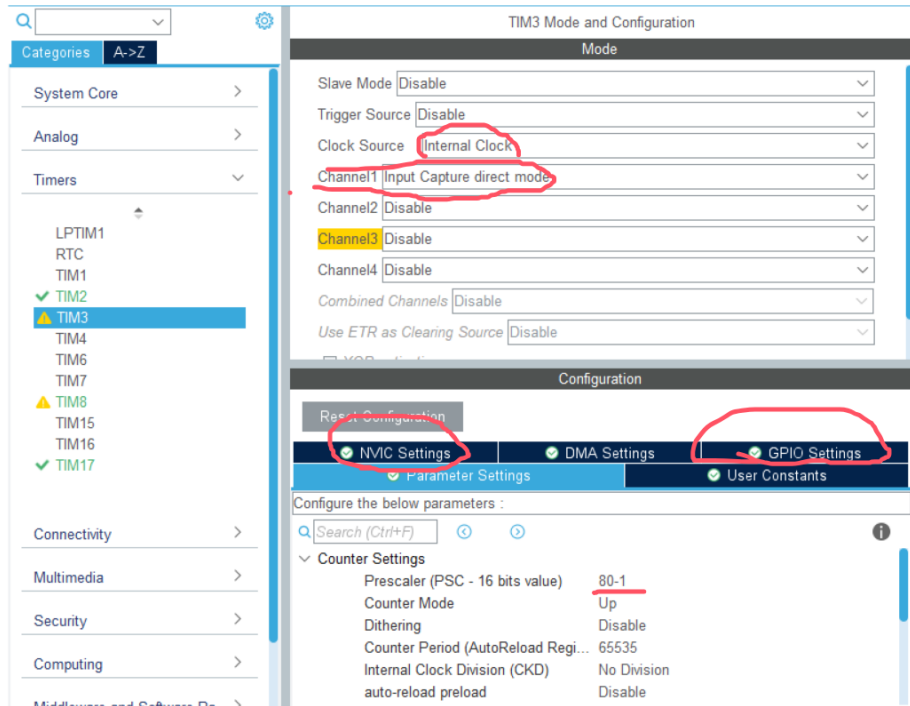 Categories A->Z
System Core
Analog
Timers
LPTIM1
RTC
TIM1
TIM2
TIM3
TIM4
TIM6
TIM7
TIM8
TIM15
TIM16
TIM17
Connectivity
Multimedia
Security
Computing
TIM3 Mode and Configuration
Mode
Slave Mode Disable
Trigger Source Disable
Clock Source Internal Clock
Channel1 Input Capture direct mode
Channel2 Disable
Channel3 Disable
Channel4 Disable
Combined Channels Disable
Use ETR as Clearing Source Disable
Configuration
Reset Configuration
NVIC Settings DMA Settings GPIO Settings
Parameter Settings User Constants
Configure the below parameters :
Search (Ctrl+F)
Counter Settings
Prescaler (PSC - 16 bits value) 80-1
Counter Mode Up
Dithering Disable
Counter Period (AutoReload Regi... 65535
Internal Clock Division (CKD) No Division
auto-reload preload Disable